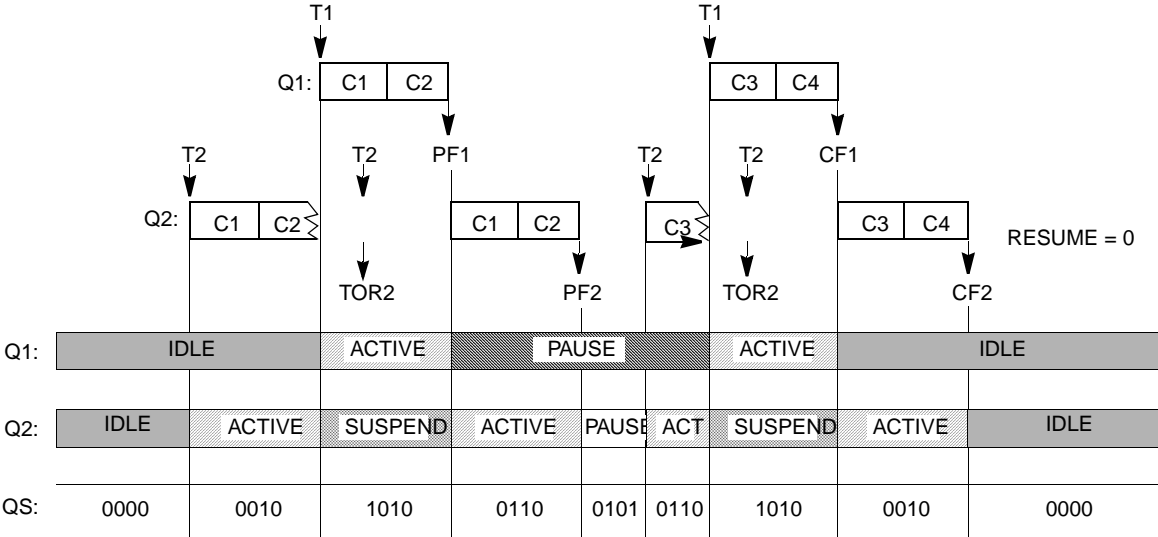 T1 T1
Q1: C1 C2 C3 C4
T2 T2 PF1 T2 T2 CF1
Q2: C1 C2 C1 C2 C3 C3 C4
RESUME = 0
TOR2 PF2 TOR2 CF2
Q1: IDLE ACTIVE PAUSE ACTIVE IDLE
Q2: IDLE ACTIVE SUSPEND ACTIVE PAUSE ACT SUSPEND ACTIVE IDLE
QS: 0000 0010 1010 0110 0101 0110 1010 0010 0000